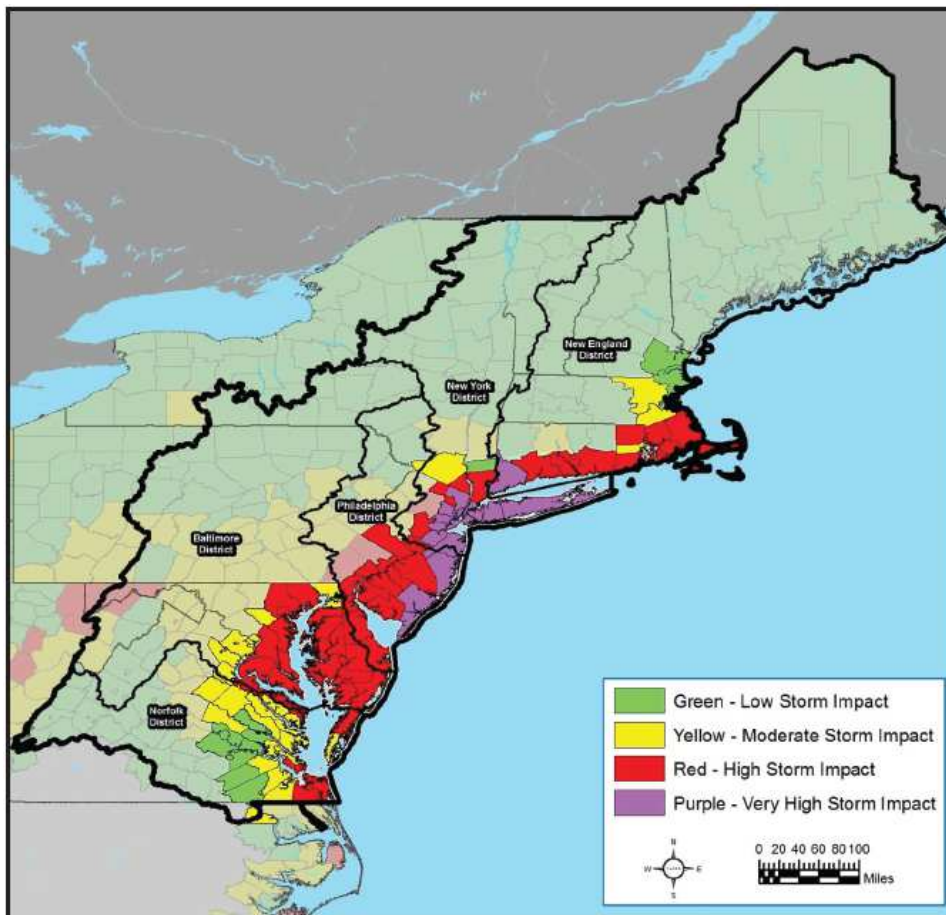 New England
District
New York
District
Philadelphia
District
Baltimore
District
Norfolk
District
Green - Low Storm Impact
Yellow - Moderate Storm Impact
Red - High Storm Impact
Purple - Very High Storm Impact
N
W E
S
0 20 40 60 80 100
Miles